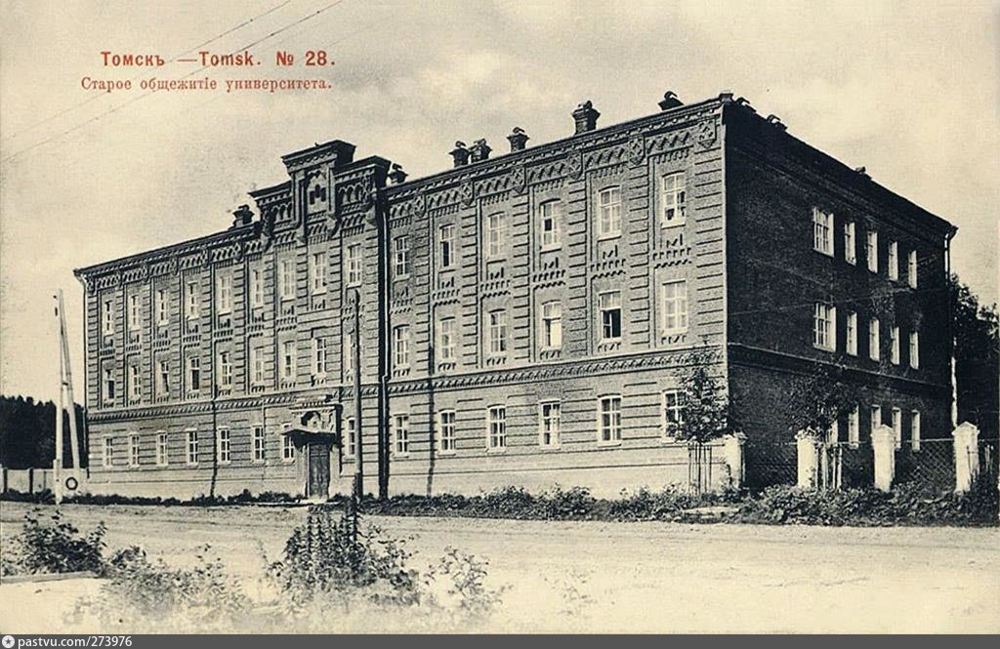 Томскъ —Tomsk. № 28.
Старое общежитіе университета.
pastvu.com/273976